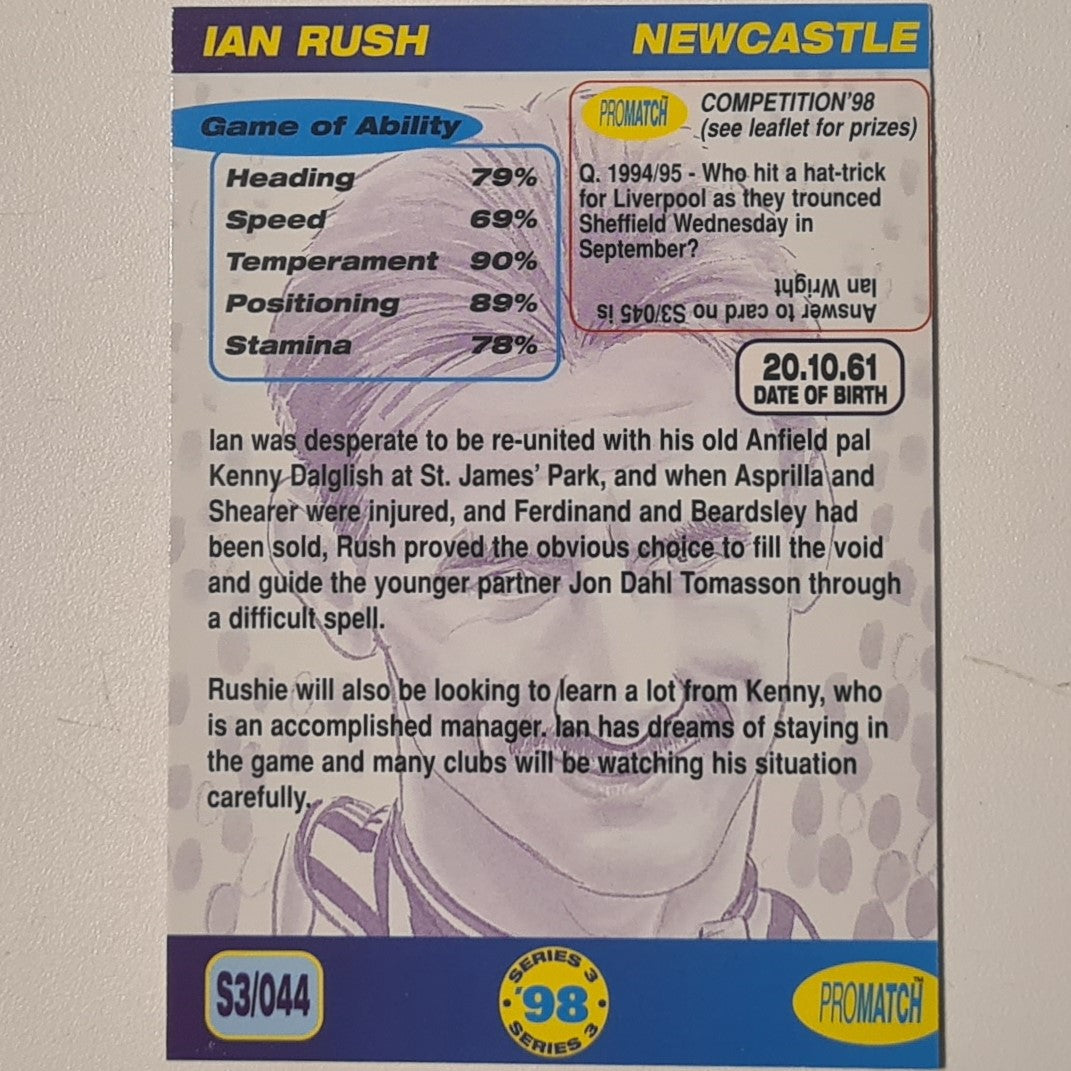 IAN RUSH
NEWCASTLE
Game of Ability
Heading 79%
Speed 69%
Temperament 90%
Positioning 89%
Stamina 78%
PROMATCH
COMPETITION'98
(see leaflet for prizes)
Q. 1994/95 - Who hit a hat-trick
for Liverpool as they trounced
Sheffield Wednesday in
September?
Answer to card no S3/045 is
Ian Wright
20.10.61
DATE OF BIRTH
Ian was desperate to be re-united with his old Anfield pal
Kenny Dalglish at St. James' Park, and when Asprilla and
Shearer were injured, and Ferdinand and Beardsley had
been sold, Rush proved the obvious choice to fill the void
and guide the younger partner Jon Dahl Tomasson through
a difficult spell.
Rushie will also be looking to learn a lot from Kenny, who
is an accomplished manager. Ian has dreams of staying in
the game and many clubs will be watching his situation
carefully.
S3/044
SERIES 3
'98
SERIES 3
PROMATCH™